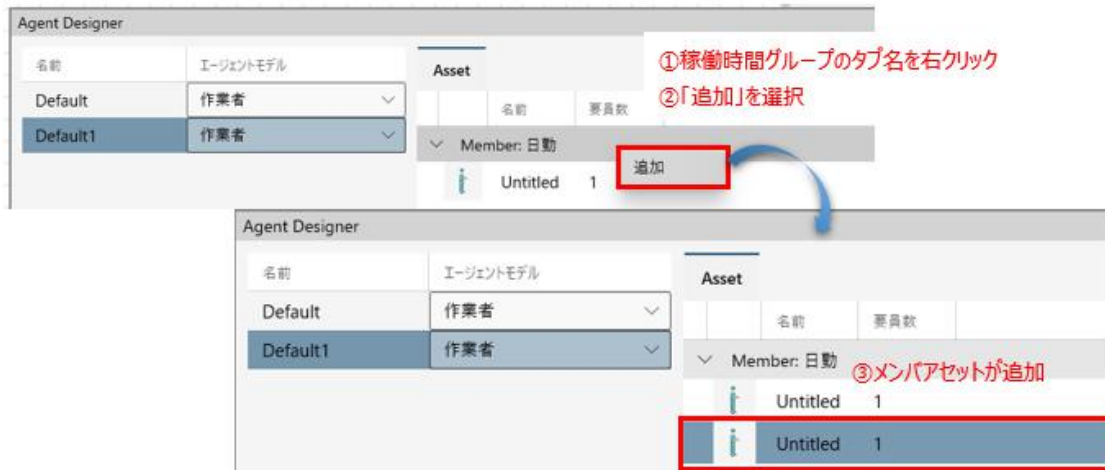 Agent Designer
名前 エージェントモデル
Default 作業者
Default1 作業者
Asset
名前 要員数
Member: 日勤
Untitled 1
追加
①稼働時間グループのタブ名を右クリック
②「追加」を選択
Agent Designer
名前 エージェントモデル
Default 作業者
Default1 作業者
Asset
名前 要員数
Member: 日勤
③メンバアセットが追加
Untitled 1
Untitled 1